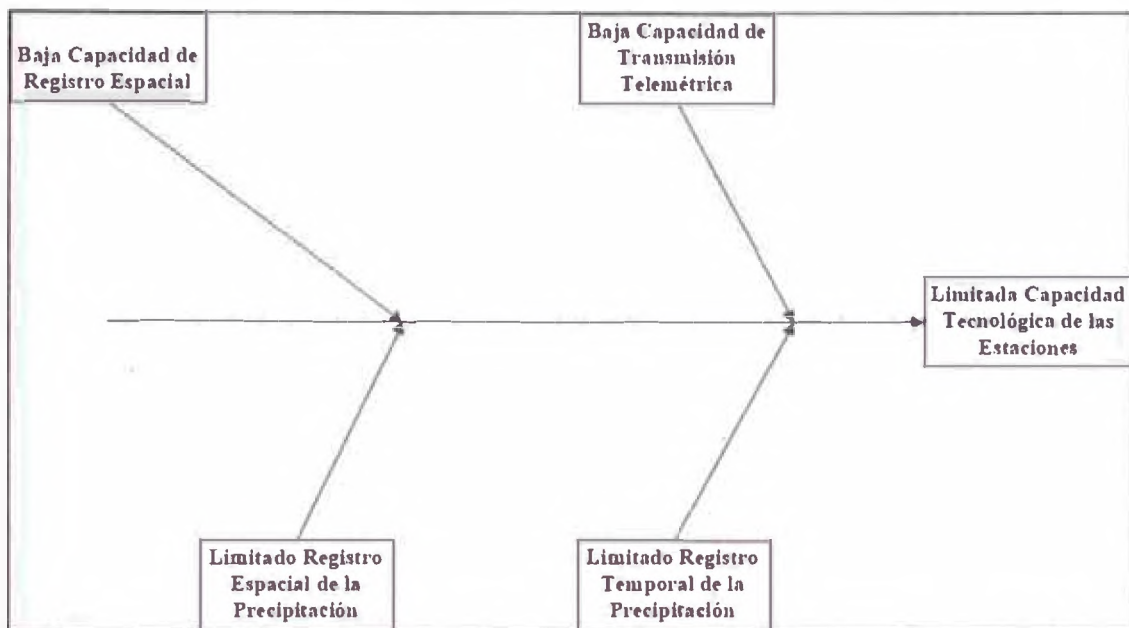 Baja Capacidad de
Registro Espacial
Baja Capacidad de
Transmisión
Telemétrica
Limitada Capacidad
Tecnológica de las
Estaciones
Limitado Registro
Espacial de la
Precipitación
Limitado Registro
Temporal de la
Precipitación